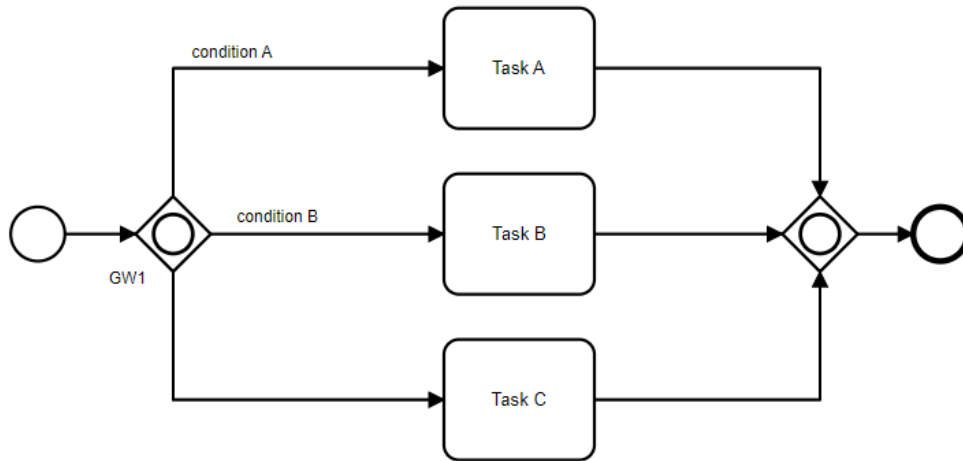 condition A
Task A
condition B
Task B
GW1
Task C